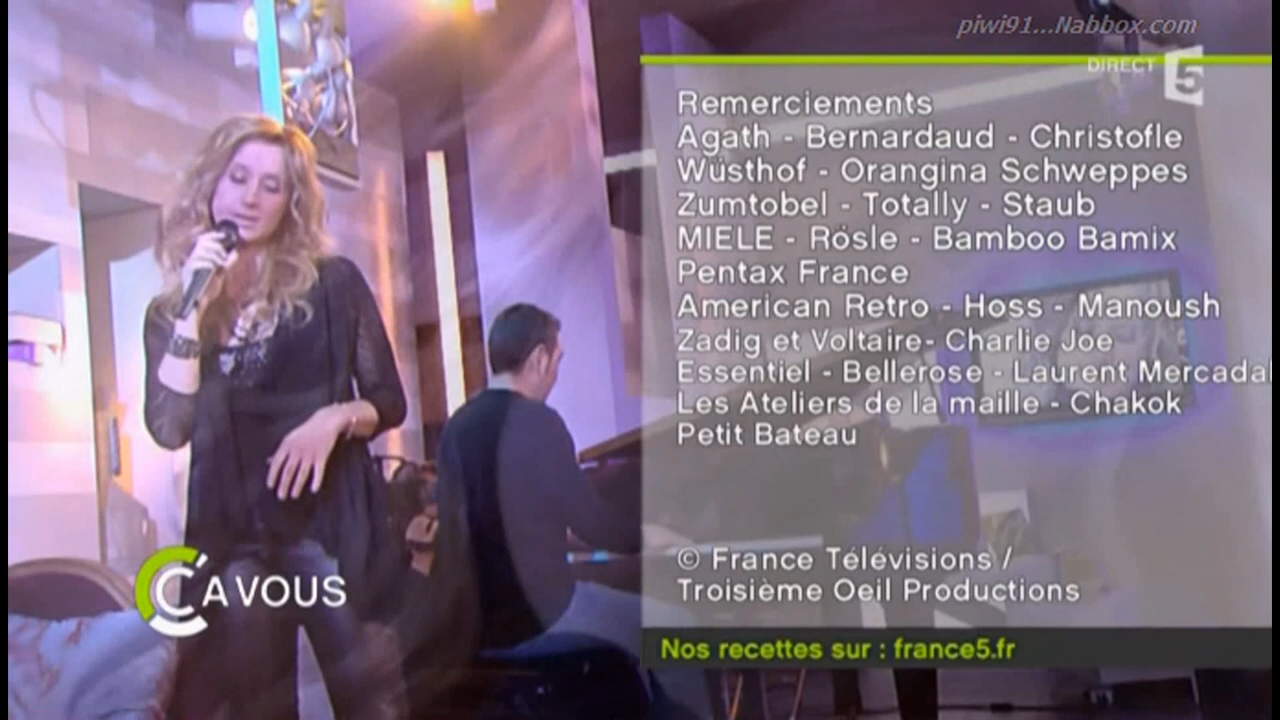 piwi91...Nabbox.com
DIRECT 5
Remerciements
Agath - Bernardaud - Christofle
Wüsthof - Orangina Schweppes
Zumtobel - Totally - Staub
MIELE - Rösle - Bamboo Bamix
Pentax France
American Retro - Hoss - Manoush
Zadig et Voltaire- Charlie Joe
Essentiel - Bellerose - Laurent Mercadal
Les Ateliers de la maille - Chakok
Petit Bateau
© France Télévisions /
Troisième Oeil Productions
C'A VOUS
Nos recettes sur : france5.fr